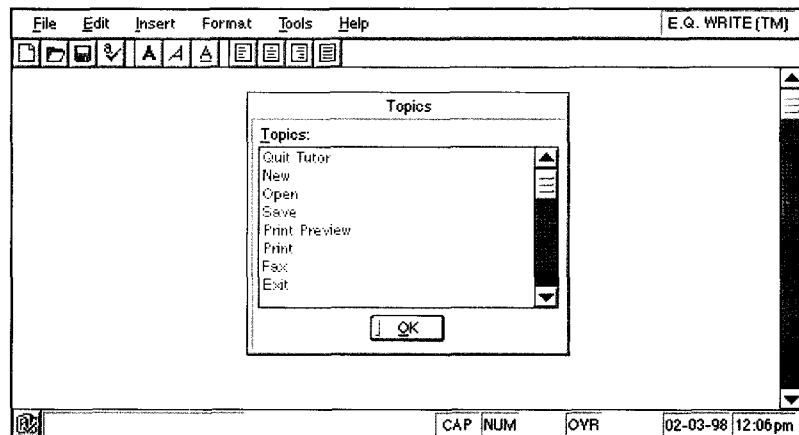 File Edit Insert Format Tools Help E.Q. WRITE (TM)
A A A
Topics
Topics:
Quit Tutor
New
Open
Save
Print Preview
Print
Fax
Exit
OK
CAP NUM OVR 02-03-98 12:06pm